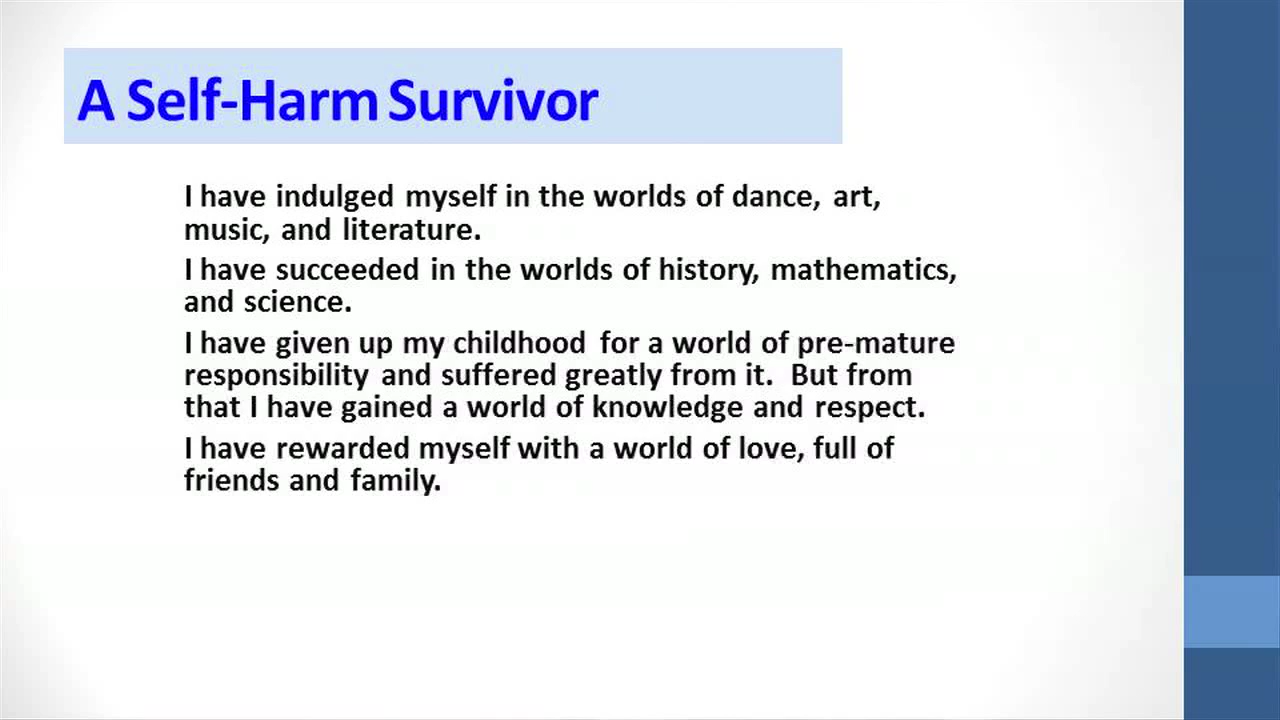 A Self-Harm Survivor
I have indulged myself in the worlds of dance, art,
music, and literature.
I have succeeded in the worlds of history, mathematics,
and science.
I have given up my childhood for a world of pre-mature
responsibility and suffered greatly from it. But from
that I have gained a world of knowledge and respect.
I have rewarded myself with a world of love, full of
friends and family.